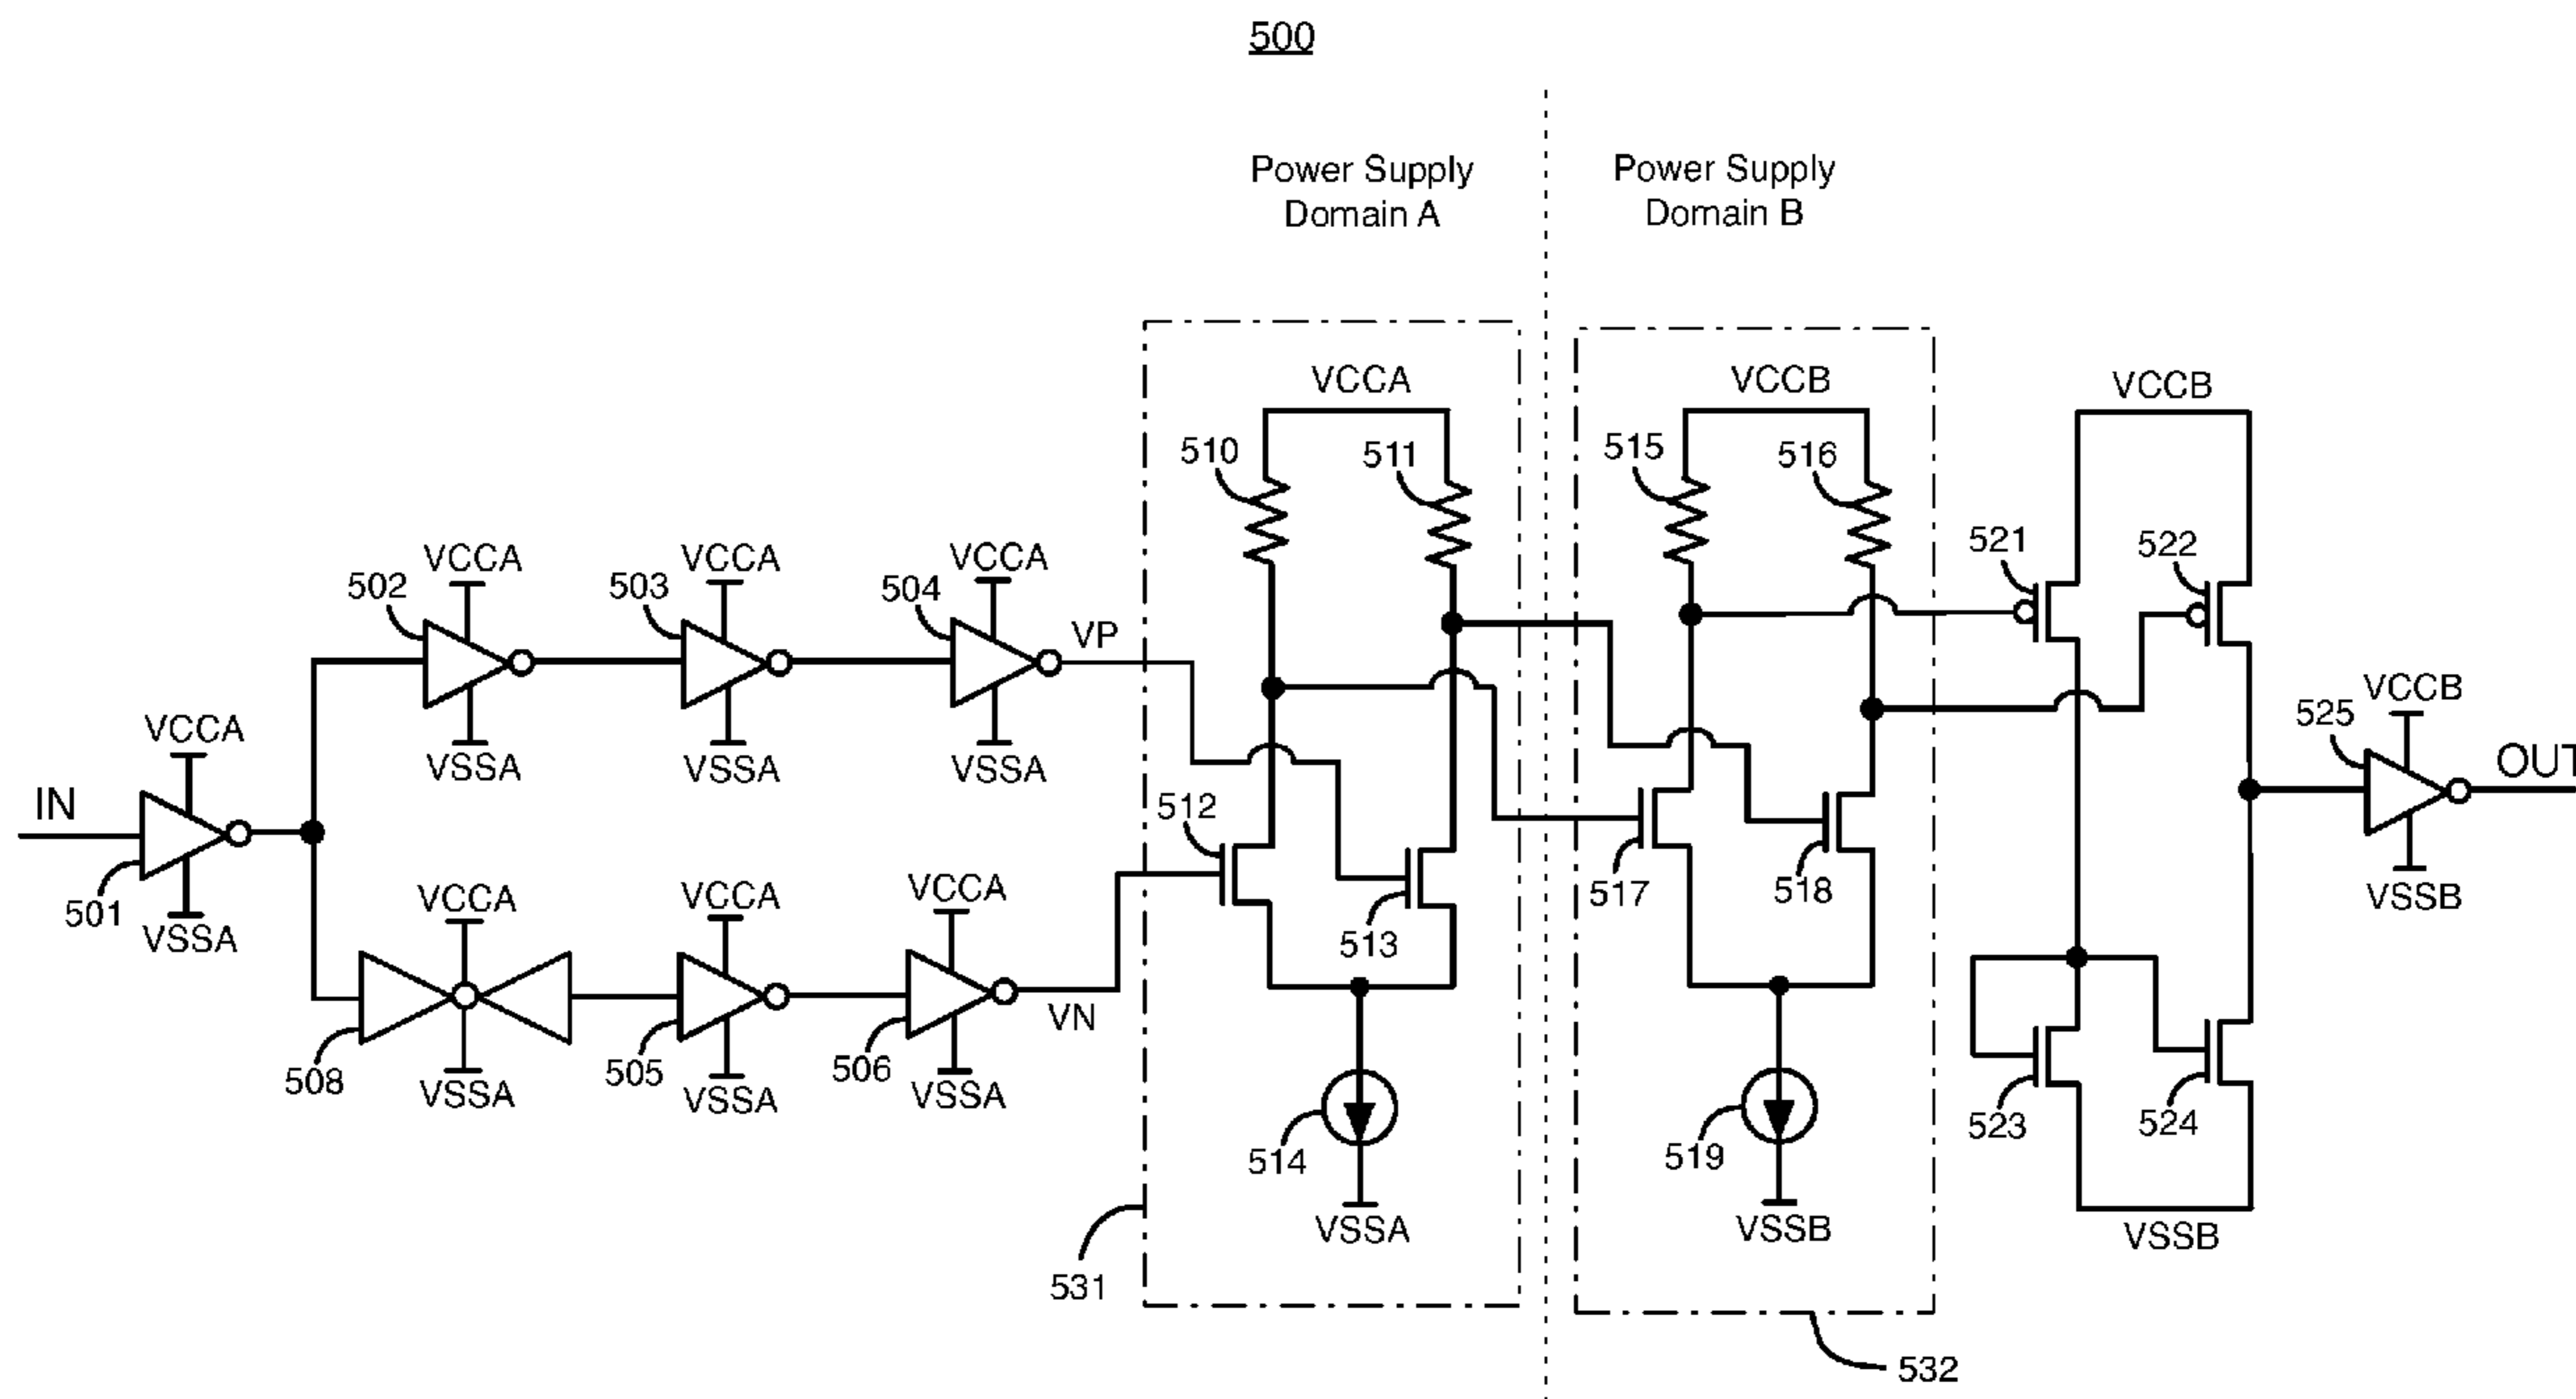 500
Power Supply
Domain A
Power Supply
Domain B
VCCA
VCCB
VCCB
510
511
515
516
521
522
502
VCCA
503
VCCA
504
VCCA
VP
VSSA
VSSA
VSSA
IN
VCCA
501
VSSA
512
513
517
518
525
VCCB
VSSB
OUT
VCCA
VCCA
VCCA
508
VSSA
505
VSSA
506
VSSA
VN
514
VSSA
519
VSSB
523
524
VSSB
531
532